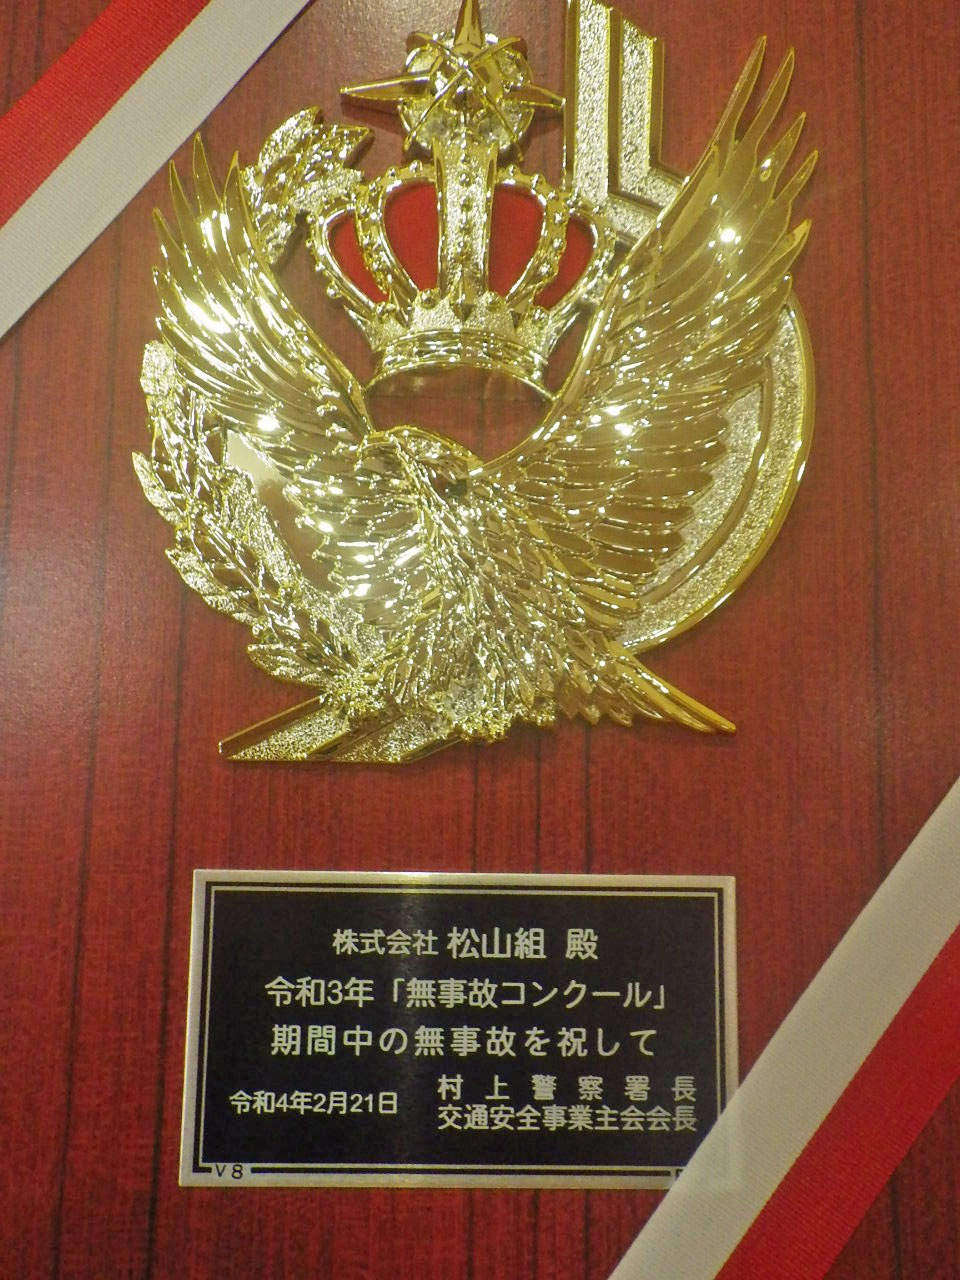 株式会社 松山組 殿
令和3年「無事故コンクール」
期間中の無事故を祝して
令和4年2月21日
村上警察署長
交通安全事業主会会長
V8